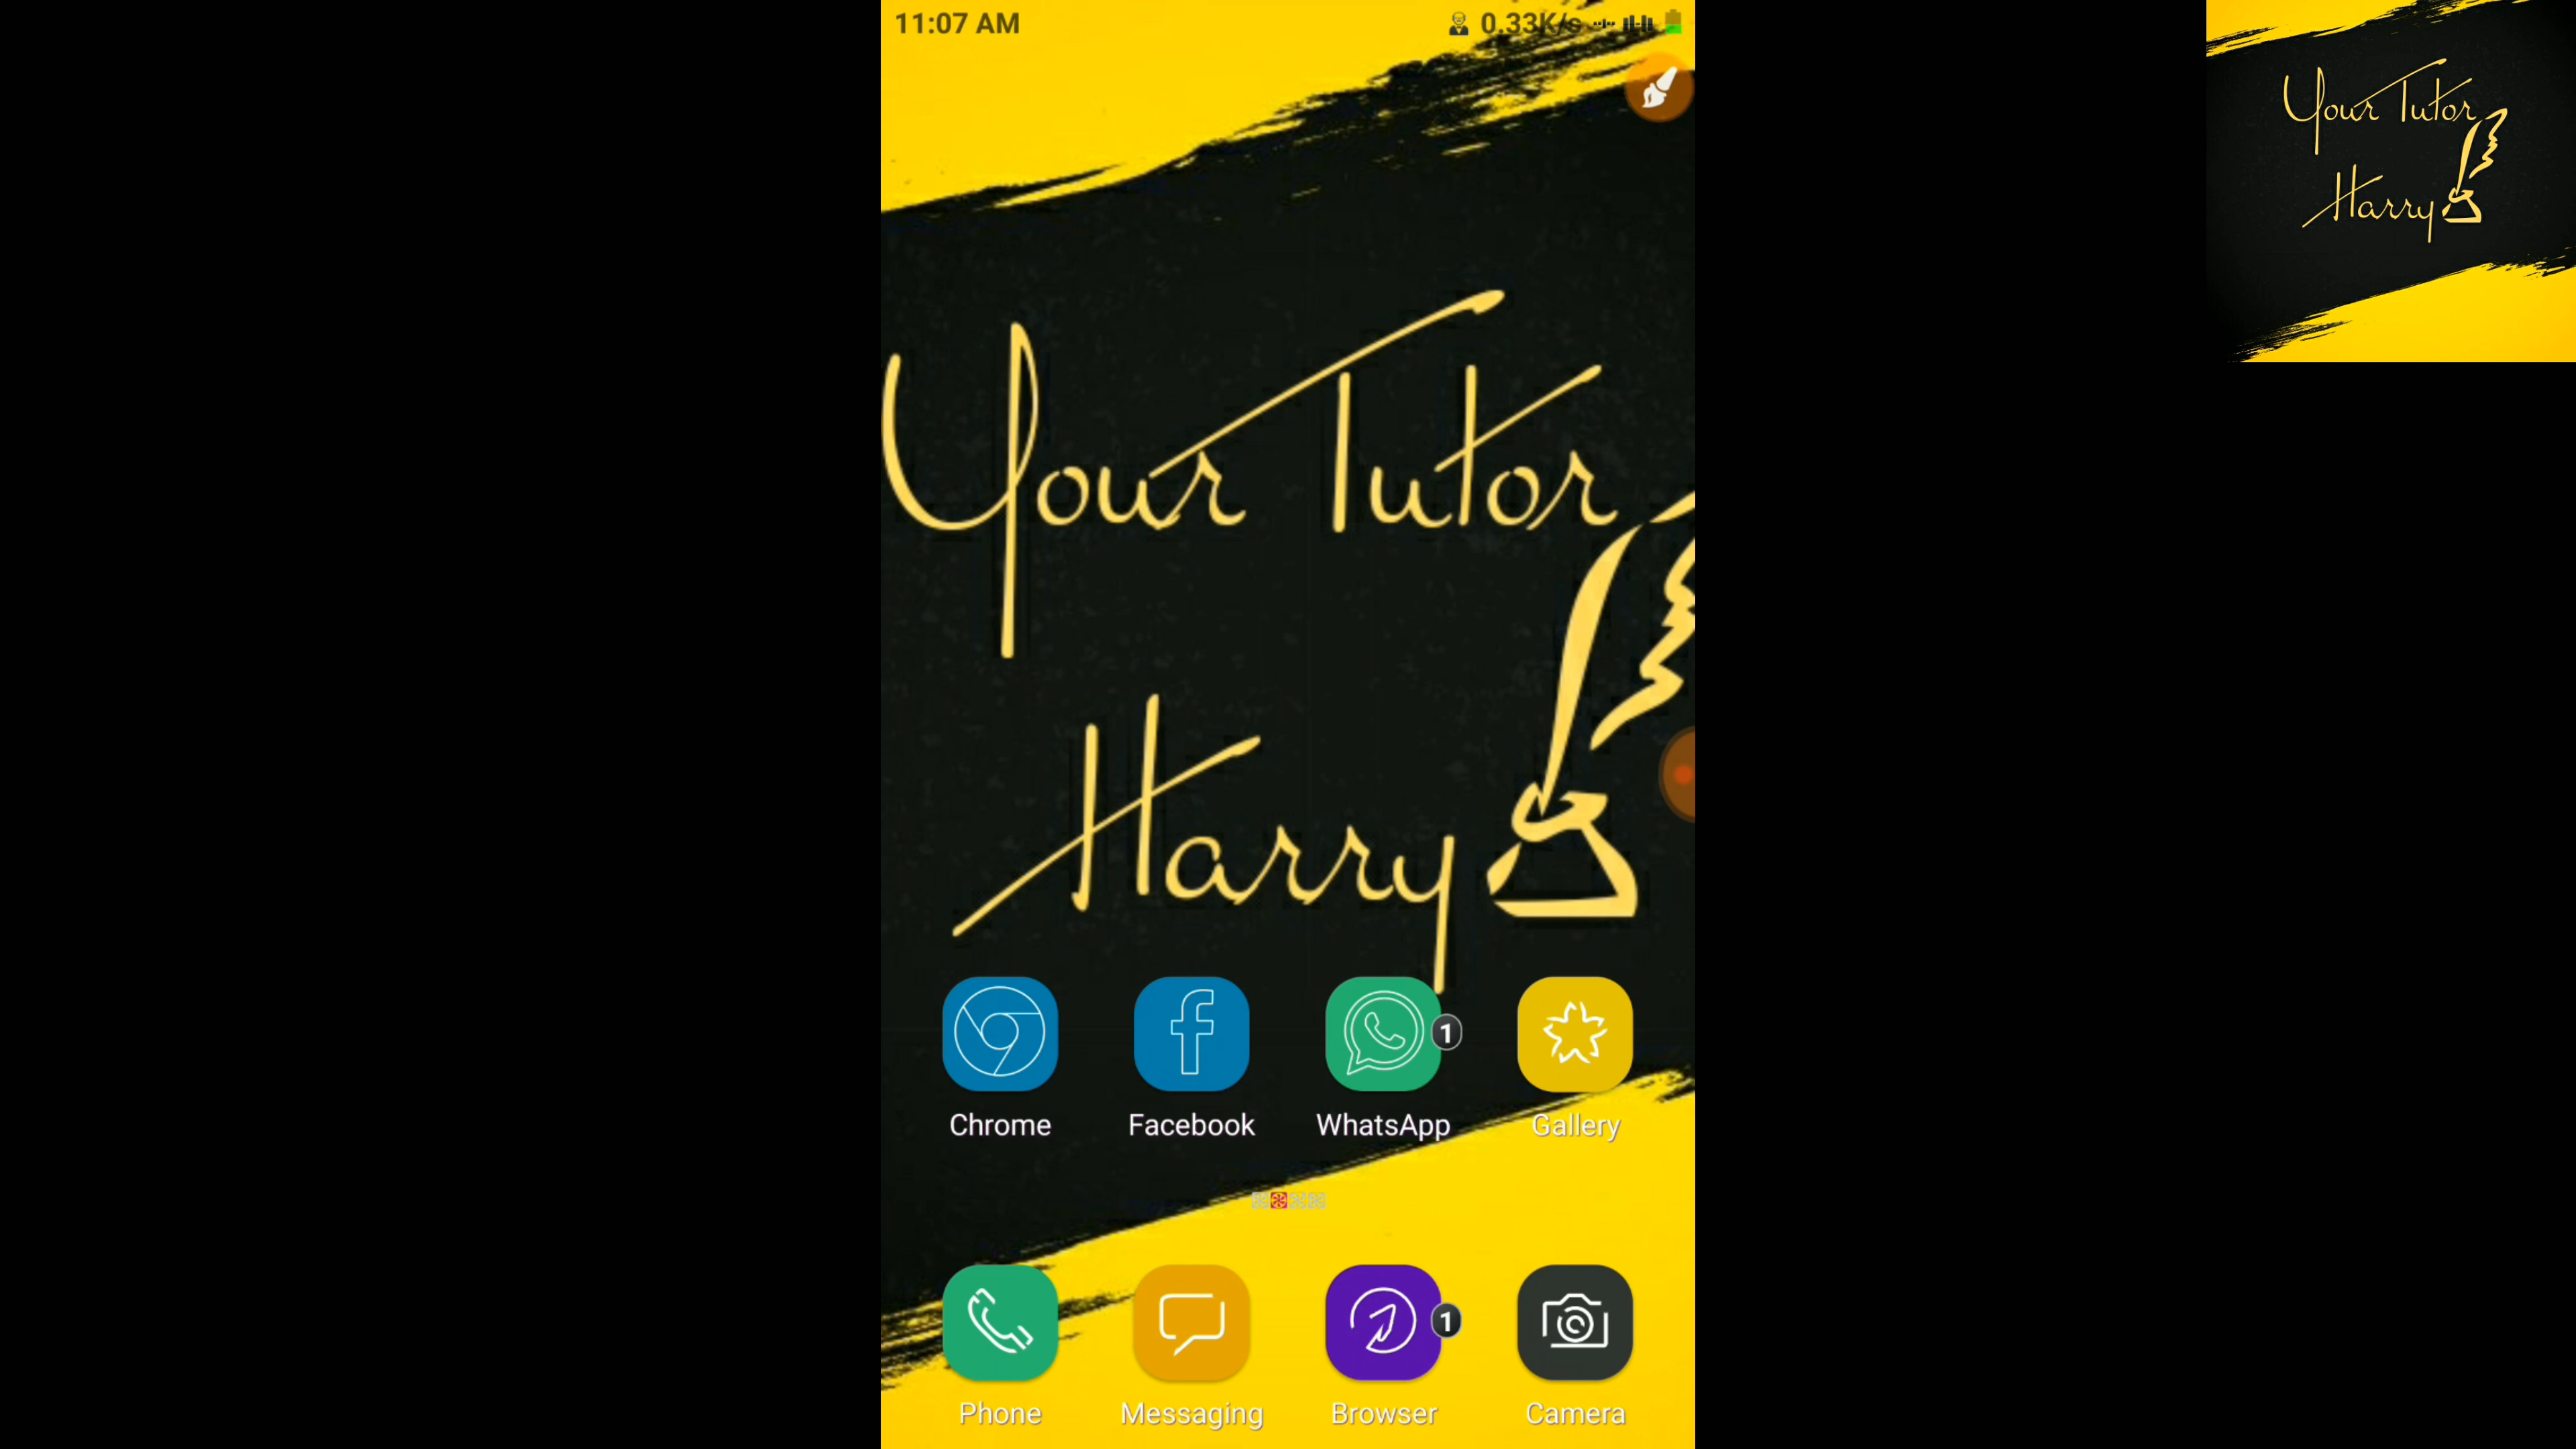 11:07 AM
0.33K/s
Your Tutor
Harry
Your Tutor
Harry
1
Chrome Facebook WhatsApp Gallery
1
Phone Messaging Browser Camera